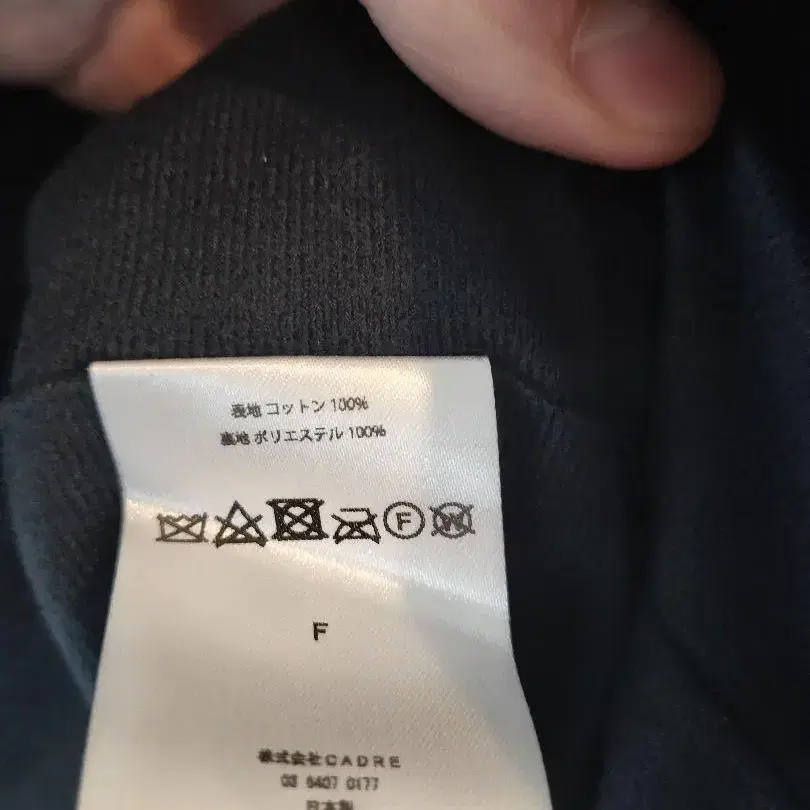 表地 コットン 100%
裏地 ポリエステル 100%
F W
F
株式会社CADRE
03 6407 0177
日本製